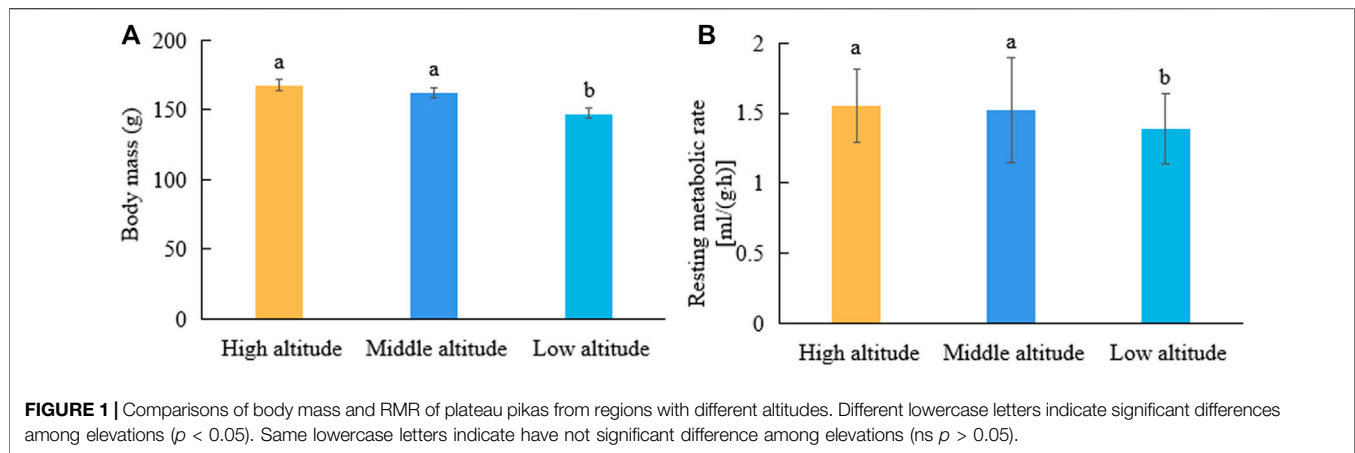 A
200
150
100
50
0
Body mass (g)
a
a
b
High altitude
Middle altitude
Low altitude
B
2
1.5
1
0.5
0
Resting metabolic rate
[ml/(g·h)]
a
a
b
High altitude
Middle altitude
Low altitude
FIGURE 1 | Comparisons of body mass and RMR of plateau pikas from regions with different altitudes. Different lowercase letters indicate significant differences
among elevations (p < 0.05). Same lowercase letters indicate have not significant difference among elevations (ns p > 0.05).